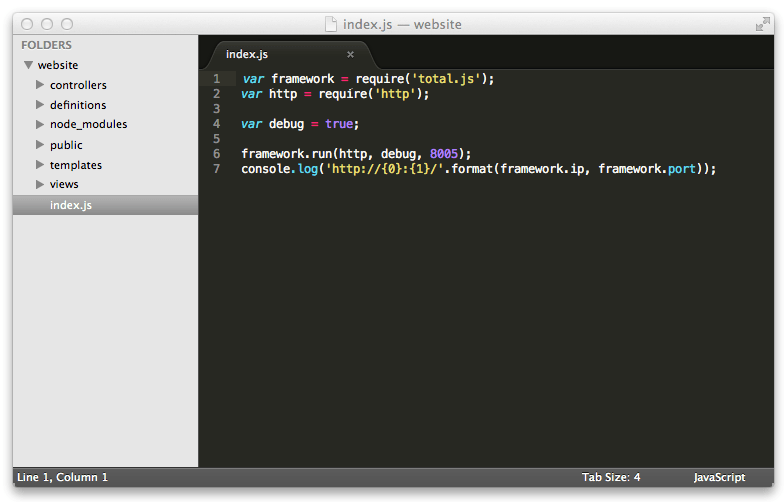 index.js — website
FOLDERS
website
controllers
definitions
node_modules
public
templates
views
index.js
index.js ×
1 var framework = require('total.js');
2 var http = require('http');
3
4 var debug = true;
5
6 framework.run(http, debug, 8005);
7 console.log('http://{0}:{1}/'.format(framework.ip, framework.port));
Line 1, Column 1
Tab Size: 4
JavaScript